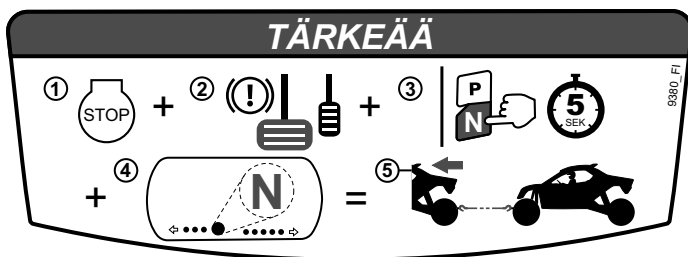 TÄRKEÄÄ
1 STOP + 2 (!) + 3 P
N
5
SEK
+ 4 N = 5
9380_FI